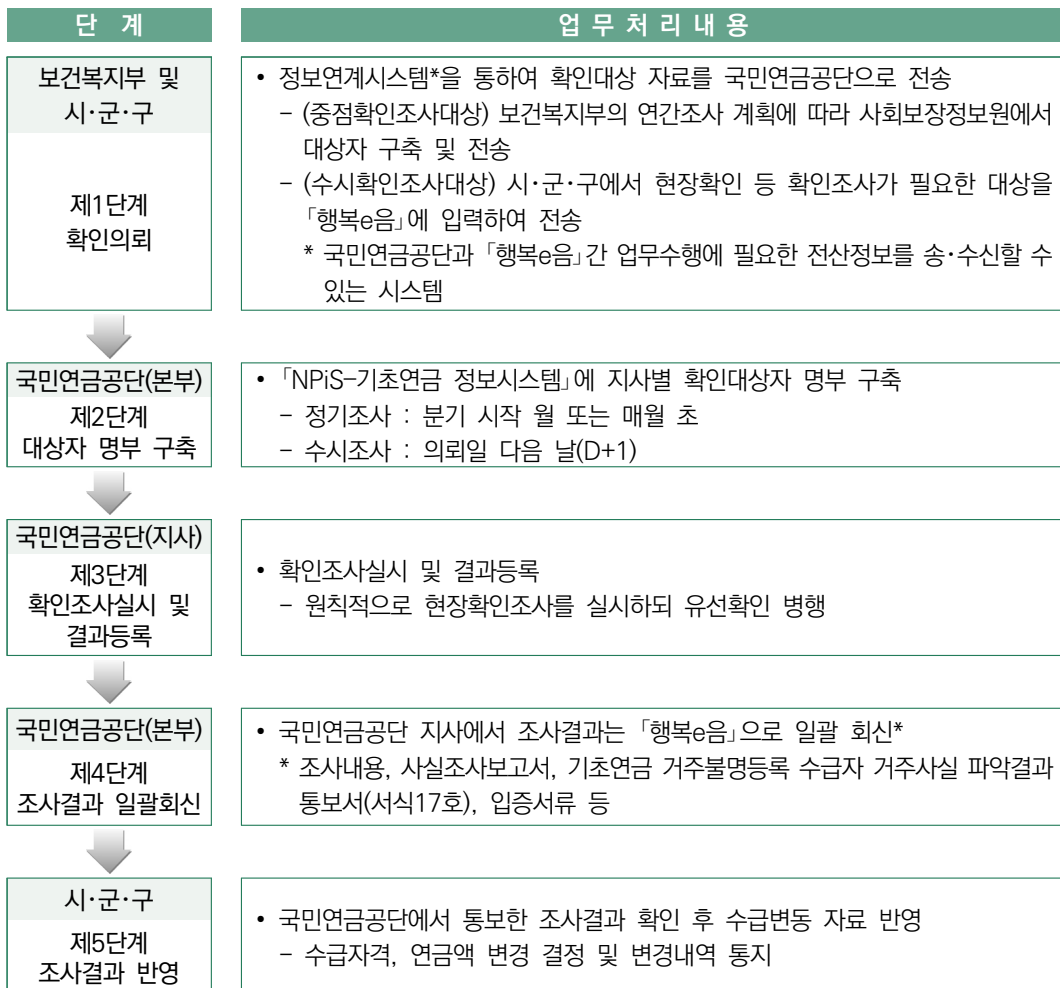 단 계
업 무 처 리 내 용
보건복지부 및
시·군·구
제1단계
확인의뢰
• 정보연계시스템*을 통하여 확인대상 자료를 국민연금공단으로 전송
- (중점확인조사대상) 보건복지부의 연간조사 계획에 따라 사회보장정보원에서
대상자 구축 및 전송
- (수시확인조사대상) 시·군·구에서 현장확인 등 확인조사가 필요한 대상을
「행복e음」에 입력하여 전송
* 국민연금공단과 「행복e음」간 업무수행에 필요한 전산정보를 송·수신할 수
있는 시스템
국민연금공단(본부)
제2단계
대상자 명부 구축
• 「NPiS-기초연금 정보시스템」에 지사별 확인대상자 명부 구축
- 정기조사 : 분기 시작 월 또는 매월 초
- 수시조사 : 의뢰일 다음 날(D+1)
국민연금공단(지사)
제3단계
확인조사실시 및
결과등록
• 확인조사실시 및 결과등록
- 원칙적으로 현장확인조사를 실시하되 유선확인 병행
국민연금공단(본부)
제4단계
조사결과 일괄회신
• 국민연금공단 지사에서 조사결과는 「행복e음」으로 일괄 회신*
* 조사내용, 사실조사보고서, 기초연금 거주불명등록 수급자 거주사실 파악결과
통보서(서식17호), 입증서류 등
시·군·구
제5단계
조사결과 반영
• 국민연금공단에서 통보한 조사결과 확인 후 수급변동 자료 반영
- 수급자격, 연금액 변경 결정 및 변경내역 통지